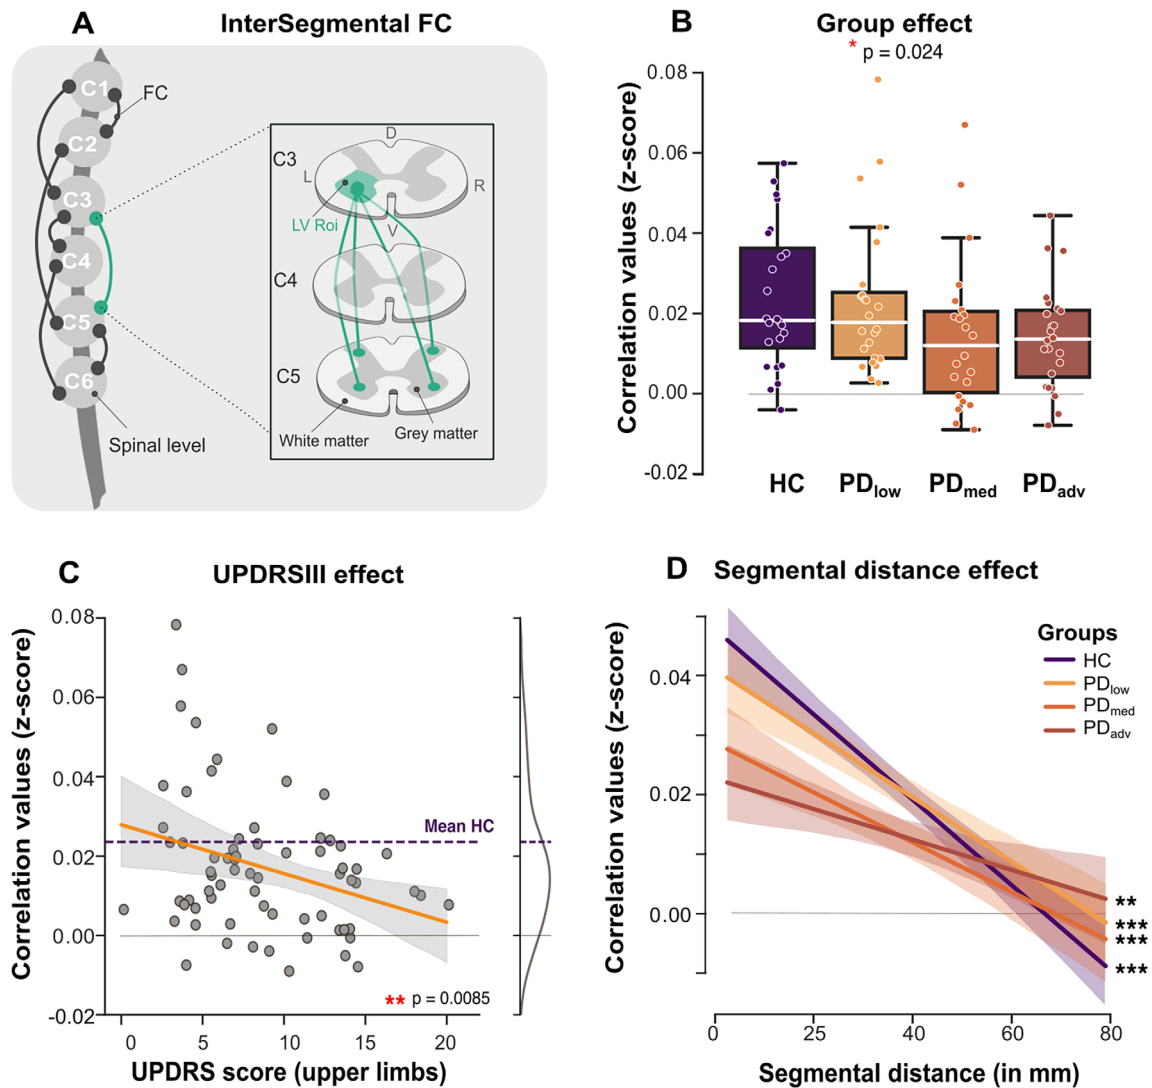 A InterSegmental FC
C1
FC
C2
C3
C4
C5
C6
Spinal level
D
C3
L
R
LV Roi
V
C4
C5
White matter
Grey matter
B Group effect
* p = 0.024
Correlation values (z-score)
0.08
0.06
0.04
0.02
0.00
-0.02
HC PDlow PDmed PDadv
C UPDRSIII effect
Correlation values (z-score)
0.08
0.06
0.04
0.02
0.00
-0.02
Mean HC
** p = 0.0085
0 5 10 15 20
UPDRS score (upper limbs)
D Segmental distance effect
Correlation values (z-score)
0.04
0.02
0.00
Groups
HC
PDlow
PDmed
PDadv
**
***
***
***
0 25 40 60 80
Segmental distance (in mm)